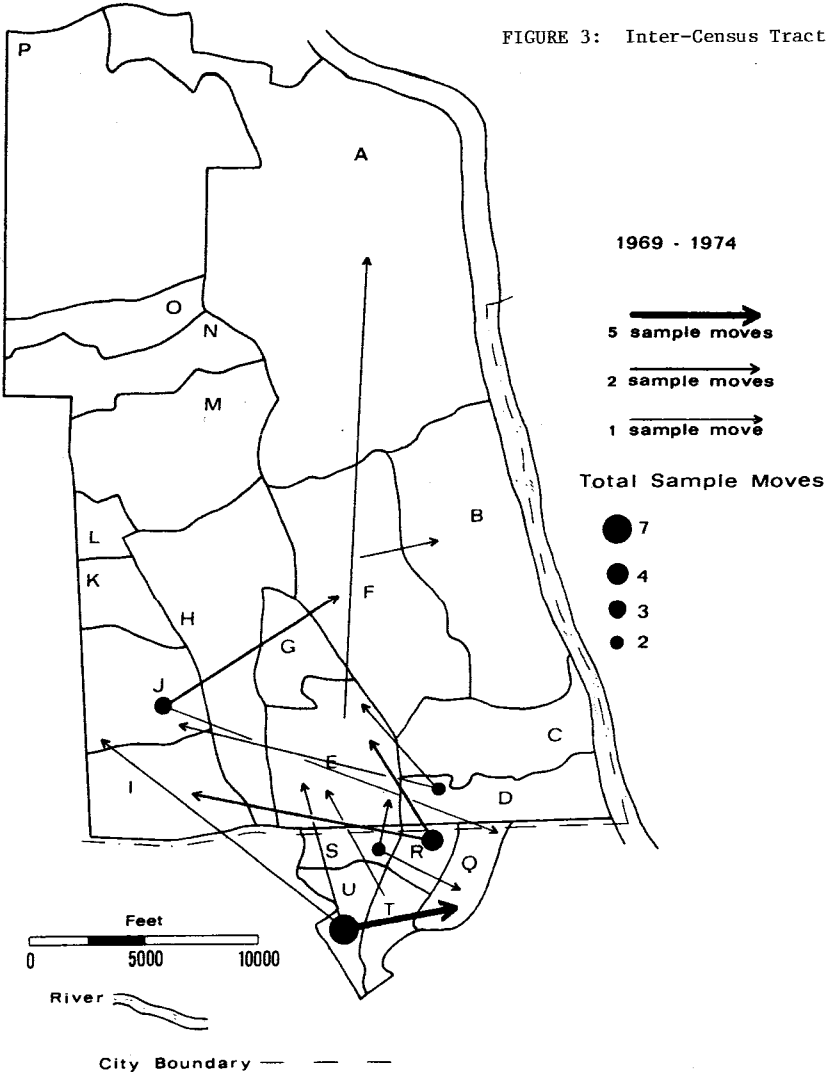 FIGURE 3: Inter-Census Tract
P
A
1969 - 1974
O
N
5 sample moves
2 sample moves
M
1 sample move
Total Sample Moves
B
7
L
4
K
F
3
H
2
G
J
C
E
I
D
S
R
Q
U
T
Feet
0 5000 10000
River
City Boundary